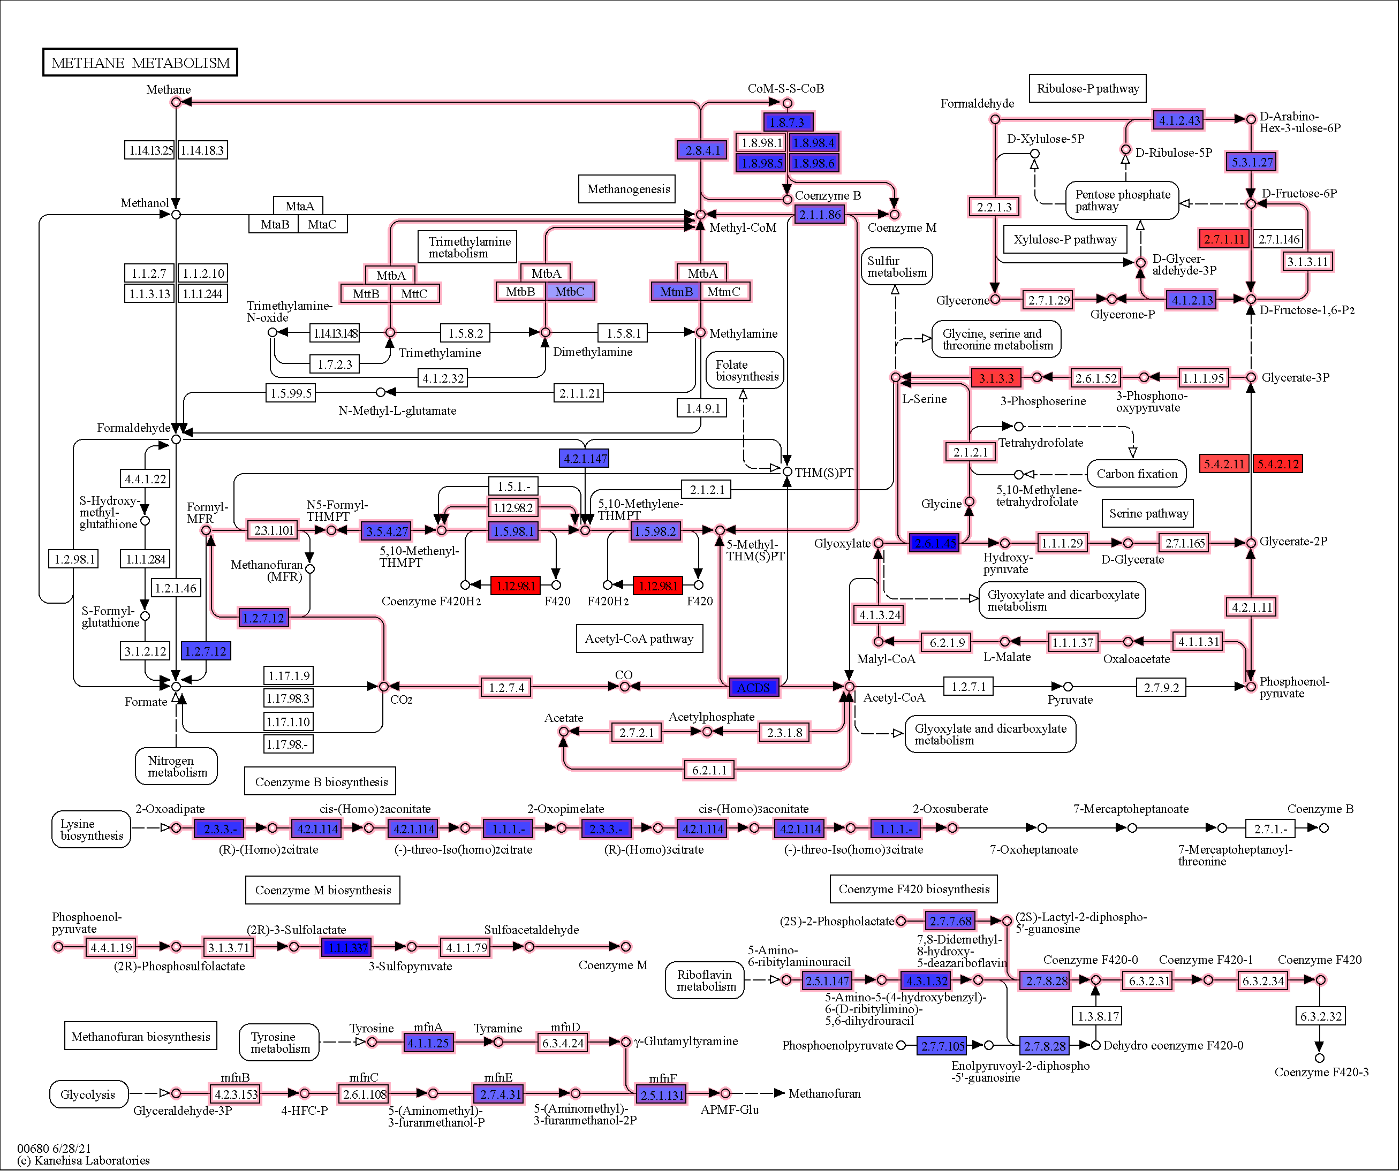 METHANE METABOLISM
Methane
CoM-S-S-CoB
Ribulose-P pathway
Formaldehyde
D-Arabino-
Hex-3-ulose-6P
1.8.7.3
4.1.2.43
1.14.13.25
1.14.18.3
2.8.4.1
1.8.98.1
1.8.98.4
1.8.98.5
1.8.98.6
D-Xylulose-5P
D-Ribulose-5P
5.3.1.27
Methanogenesis
Coenzyme B
Pentose phosphate
pathway
D-Fructose-6P
Methanol
MtaA
MtaB
MtaC
Methyl-CoM
2.1.1.86
Coenzyme M
2.2.1.3
Xylulose-P pathway
2.7.1.11
2.7.1.146
3.1.3.11
Trimethylamine
metabolism
Sulfur
metabolism
D-Glycer-
aldehyde-3P
1.1.2.7
1.1.2.10
1.1.3.13
1.1.1.244
MtbA
MttB
MttC
MtbA
MtbB
MtbC
MtbA
MtmB
MtmC
Glycerone
2.7.1.29
Glycerone-P
4.1.2.13
D-Fructose-1,6-P2
Trimethylamine-
N-oxide
1.14.13.148
1.5.8.2
1.5.8.1
Methylamine
Trimethylamine
Dimethylamine
1.7.2.3
4.1.2.32
Glycine, serine and
threonine metabolism
Folate
biosynthesis
1.5.99.5
N-Methyl-L-glutamate
2.1.1.21
1.4.9.1
L-Serine
3.1.3.3
3-Phosphoserine
2.6.1.52
3-Phosphono-
oxypyruvate
1.1.1.95
Glycerate-3P
Formaldehyde
4.2.1.147
THM(S)PT
2.1.2.1
Tetrahydrofolate
Carbon fixation
5,10-Methylene-
tetrahydrofolate
5.4.2.11
5.4.2.12
4.4.1.22
S-Hydroxy-
methyl-
glutathione
Formyl-
MFR
N5-Formyl-
THMPT
1.5.1.-
1.12.98.2
5,10-Methylene-
THMPT
2.1.2.1
Glycine
Serine pathway
2.3.1.101
3.5.4.27
5,10-Methenyl-
THMPT
1.5.98.1
1.5.98.2
5-Methyl-
THM(S)PT
Glyoxylate
Hydroxy-
pyruvate
1.1.1.29
D-Glycerate
2.7.1.165
Glycerate-2P
1.2.98.1
1.1.1.284
Methanofuran
(MFR)
1.2.1.46
Coenzyme F420H2
1.12.98.1
F420
F420H2
1.12.98.1
F420
Glyoxylate and dicarboxylate
metabolism
S-Formyl-
glutathione
1.2.7.12
4.1.3.24
4.2.1.11
Acetyl-CoA pathway
3.1.2.12
1.2.7.12
Malyl-CoA
6.2.1.9
L-Malate
1.1.1.37
Oxaloacetate
4.1.1.31
Formate
1.17.1.9
1.17.98.3
1.17.1.10
1.17.98.-
CO2
1.2.7.4
CO
ACDS
Acetyl-CoA
1.2.7.1
Pyruvate
2.7.9.2
Phosphoenol-
pyruvate
Acetate
2.7.2.1
Acetylphosphate
2.3.1.8
6.2.1.1
Glyoxylate and dicarboxylate
metabolism
Nitrogen
metabolism
Coenzyme B biosynthesis
2-Oxoadipate
cis-(Homo)2aconitate
2-Oxopimelate
cis-(Homo)3aconitate
2-Oxosuberate
7-Mercaptoheptanoate
Coenzyme B
Lysine
biosynthesis
2.3.3.-
4.2.1.114
4.2.1.114
1.1.1.-
2.3.3.-
4.2.1.114
4.2.1.114
1.1.1.-
2.7.1.-
(R)-(Homo)2citrate
(-)-threo-Iso(homo)2citrate
(R)-(Homo)3citrate
(-)-threo-Iso(homo)3citrate
7-Oxoheptanoate
7-Mercaptoheptanoyl-
threonine
Coenzyme M biosynthesis
Coenzyme F420 biosynthesis
Phosphoenol-
pyruvate
4.4.1.19
(2R)-Phosphosulfolactate
3.1.3.71
(2R)-3-Sulfolactate
3-Sulfopyruvate
4.1.1.79
Sulfoacetaldehyde
Coenzyme M
(2S)-2-Phospholactate
2.7.7.68
(2S)-Lactyl-2-diphospho-
5'-guanosine
5-Amino-
6-ribitylaminouracil
7,8-Didemethyl-
8-hydroxy-
5-deazariboflavin
Coenzyme F420-0
Coenzyme F420-1
Coenzyme F420
Riboflavin
metabolism
2.5.1.147
4.3.1.32
2.7.8.28
6.3.2.31
6.3.2.34
5-Amino-5-(4-hydroxybenzyl)-
6-(D-ribitylimino)-
5,6-dihydrouracil
1.3.8.17
6.3.2.32
Phosphoenolpyruvate
2.7.7.105
2.7.8.28
Dehydro coenzyme F420-0
Enolpyruvoyl-2-diphospho
-5'-guanosine
Coenzyme F420-3
Methanofuran biosynthesis
Tyrosine
metabolism
Tyrosine
mfnA
4.1.1.25
Tyramine
mfnD
6.3.4.24
γ-Glutamyltyramine
Glycolysis
mfnB
4.2.3.153
mfnC
2.6.1.108
mfnE
2.7.4.31
mfnF
2.5.1.131
Glyceraldehyde-3P
4-HFC-P
5-(Aminomethyl)-
3-furanmethanol-P
5-(Aminomethyl)-
3-furanmethanol-2P
APMF-Glu
Methanofuran
00680 6/28/21
(c) Kanehisa Laboratories